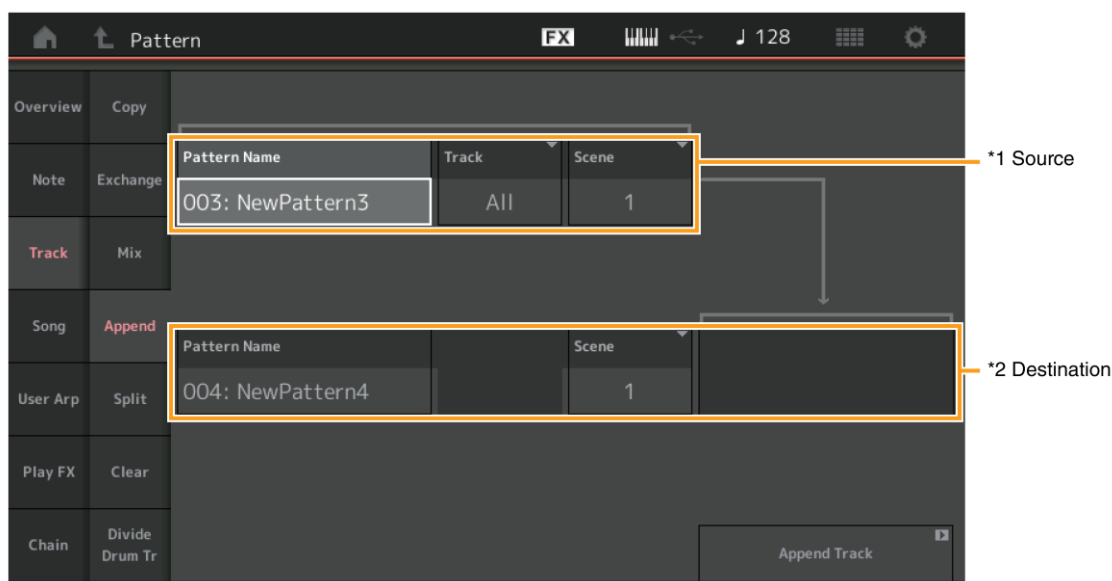 Pattern FX 128
Overview Copy
Pattern Name Track Scene *1 Source
Note Exchange
003: NewPattern3 All 1
Track Mix
Song Append
Pattern Name Scene
*2 Destination
User Arp Split 004: NewPattern4 1
Play FX Clear
Chain Divide
Drum Tr
Append Track